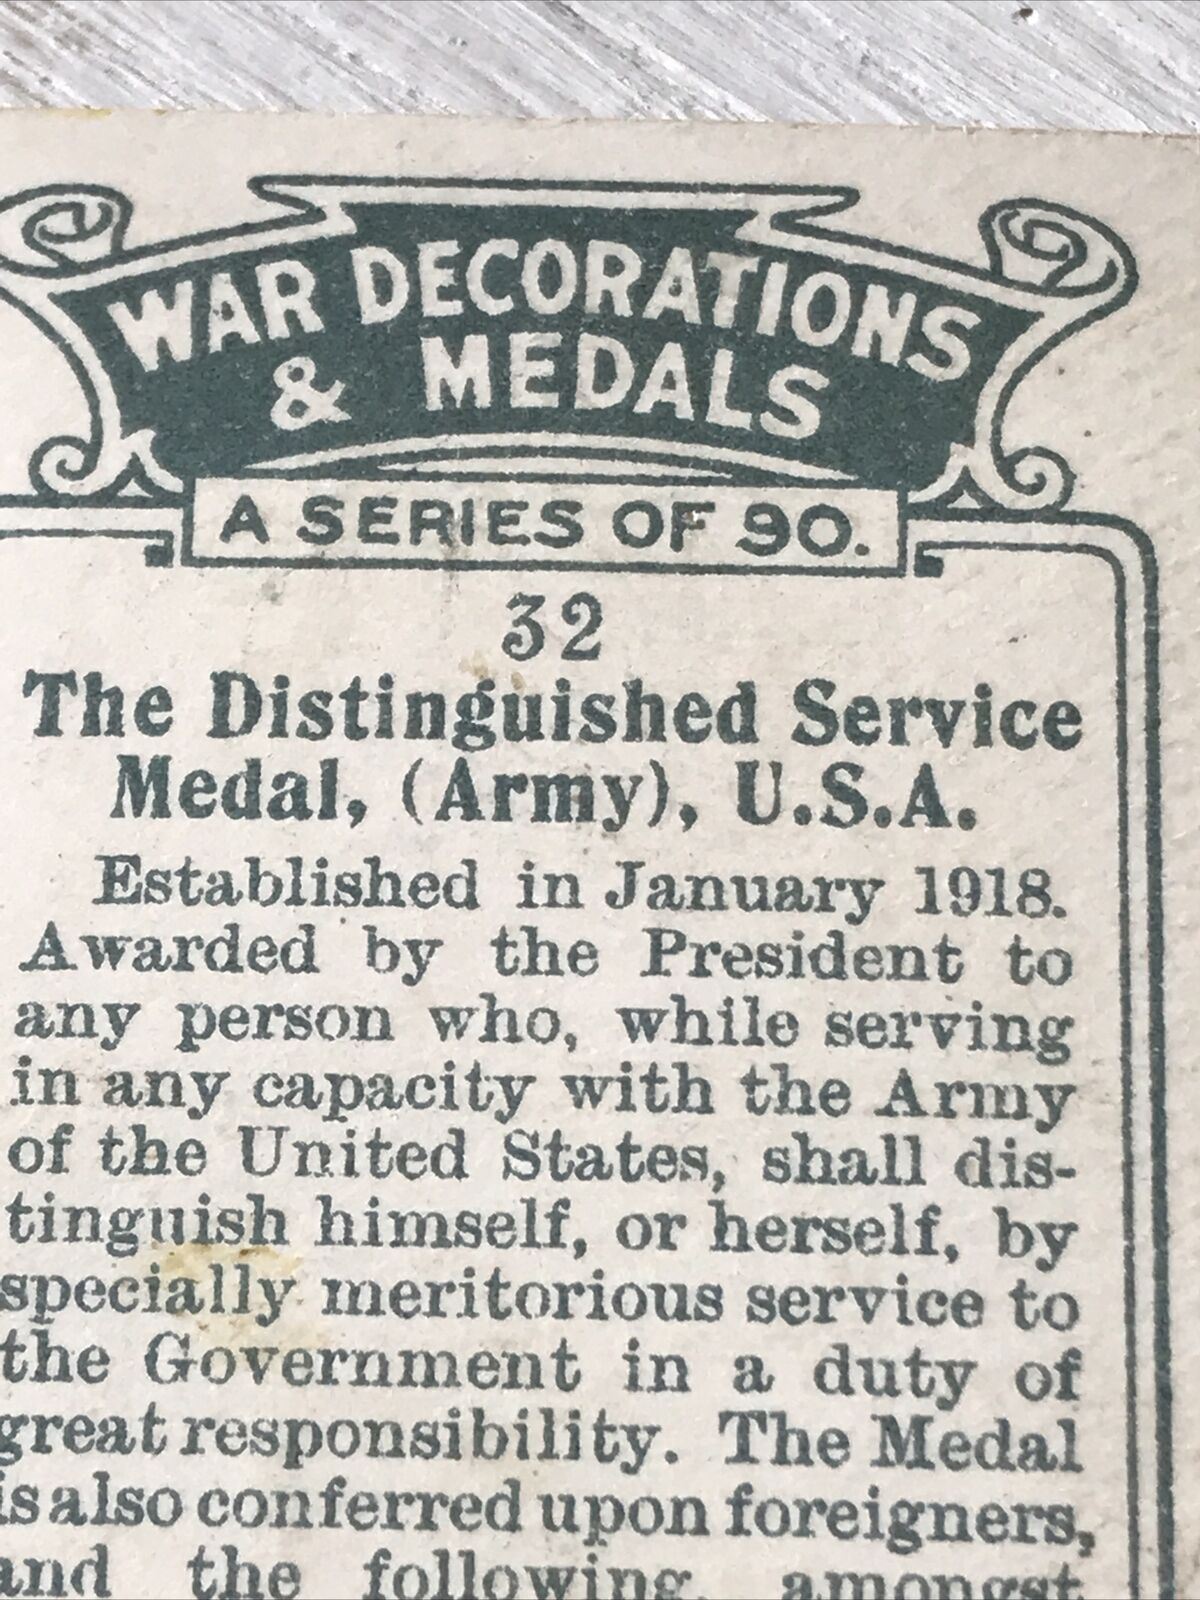 WAR DECORATIONS
& MEDALS
A SERIES OF 90.
32
The Distinguished Service
Medal, (Army), U.S.A.
Established in January 1918.
Awarded by the President to
any person who, while serving
in any capacity with the Army
of the United States, shall dis-
tinguish himself, or herself, by
specially meritorious service to
the Government in a duty of
great responsibility. The Medal
is also conferred upon foreigners,
and the following, amongst